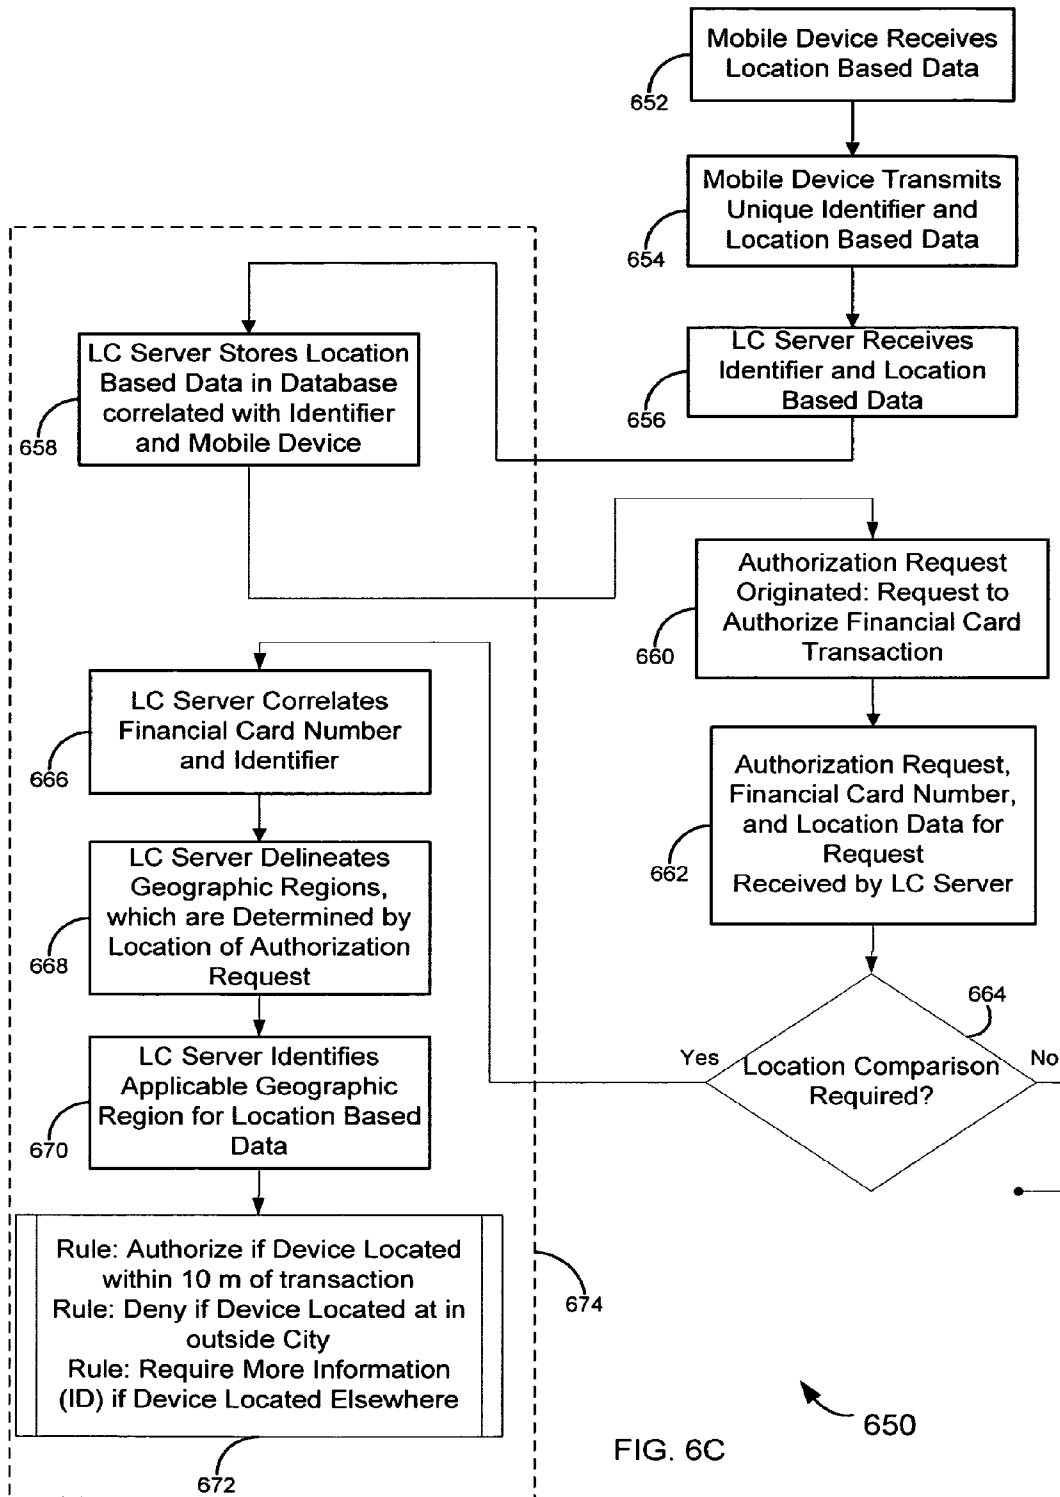 Mobile Device Receives
Location Based Data
652
Mobile Device Transmits
Unique Identifier and
Location Based Data
654
LC Server Receives
Identifier and Location
Based Data
656
LC Server Stores Location
Based Data in Database
correlated with Identifier
and Mobile Device
658
Authorization Request
Originated: Request to
Authorize Financial Card
Transaction
660
Authorization Request,
Financial Card Number,
and Location Data for
Request
Received by LC Server
662
664
Yes
Location Comparison
Required?
No
LC Server Correlates
Financial Card Number
and Identifier
666
LC Server Delineates
Geographic Regions,
which are Determined by
Location of Authorization
Request
668
LC Server Identifies
Applicable Geographic
Region for Location Based
Data
670
Rule: Authorize if Device Located
within 10 m of transaction
Rule: Deny if Device Located at in
outside City
Rule: Require More Information
(ID) if Device Located Elsewhere
672
674
650
FIG. 6C